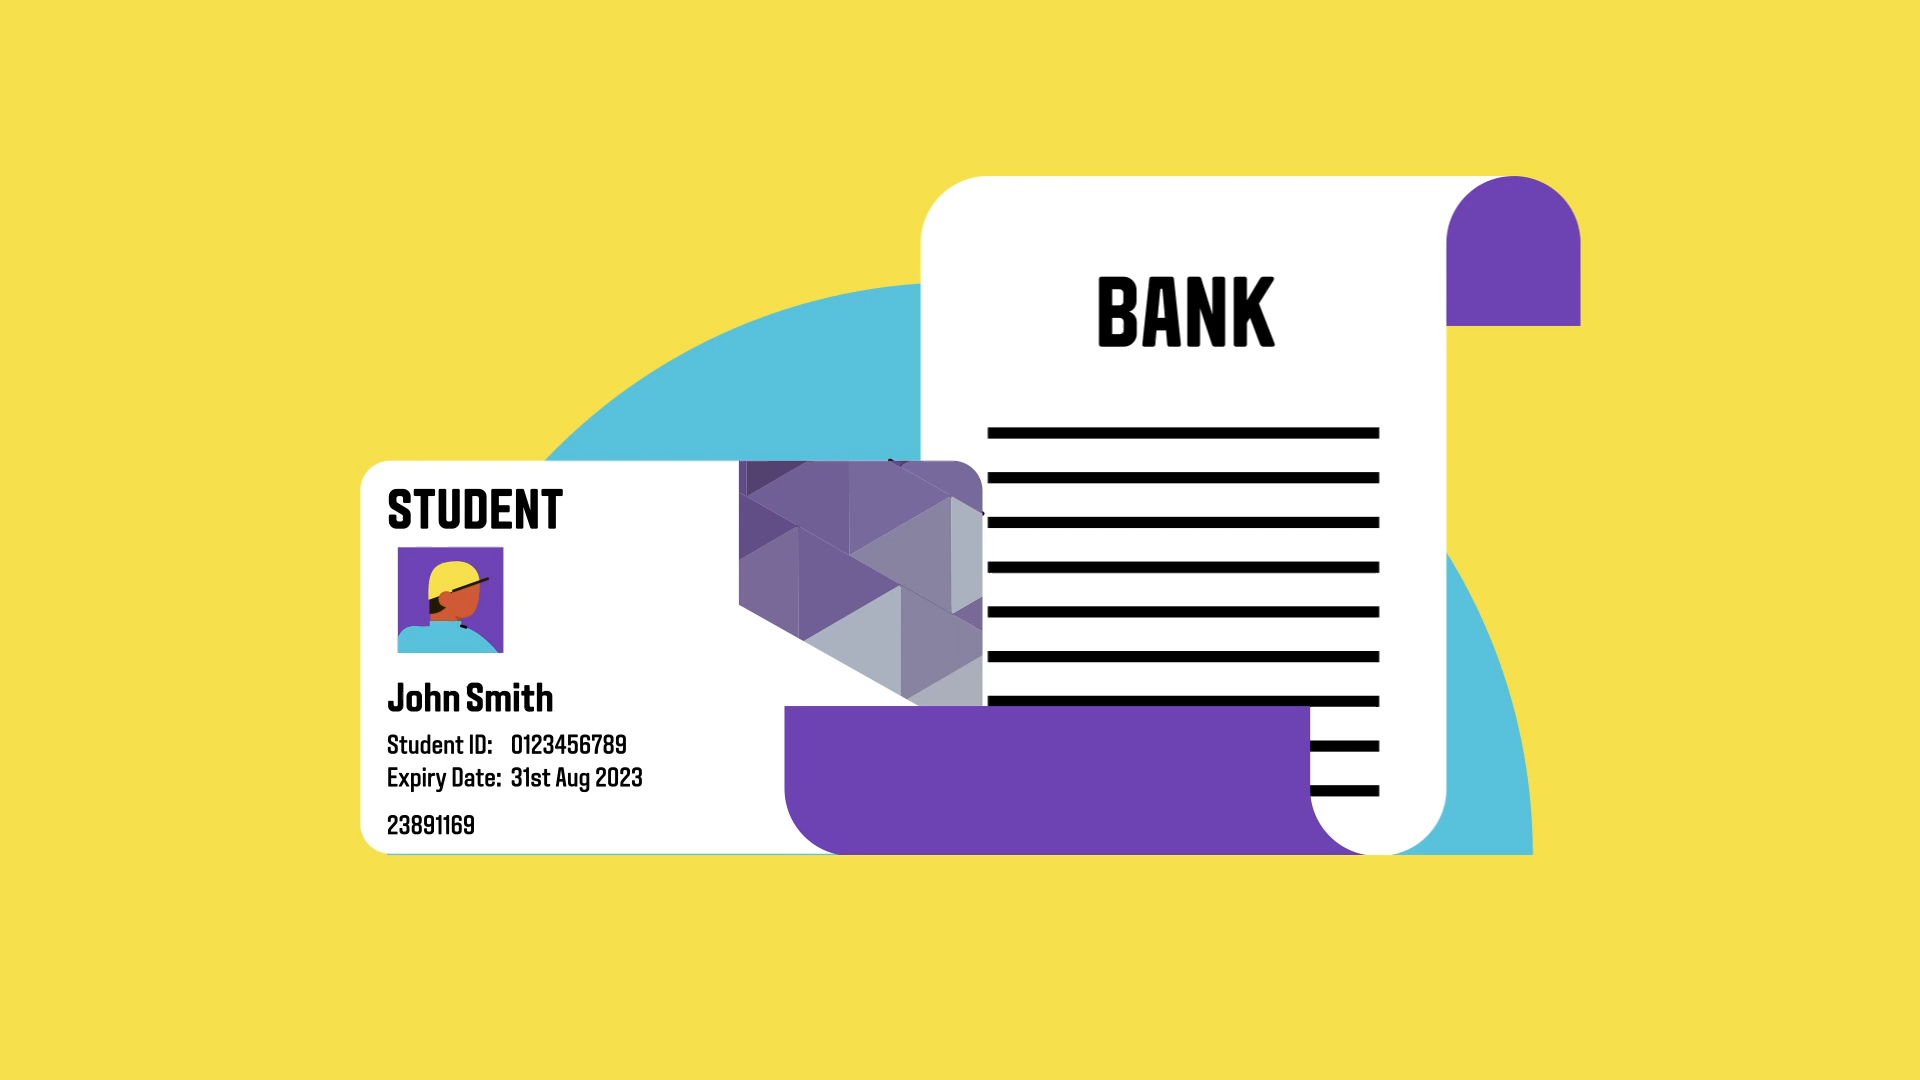 BANK
STUDENT
John Smith
Student ID: 0123456789
Expiry Date: 31st Aug 2023
23891169